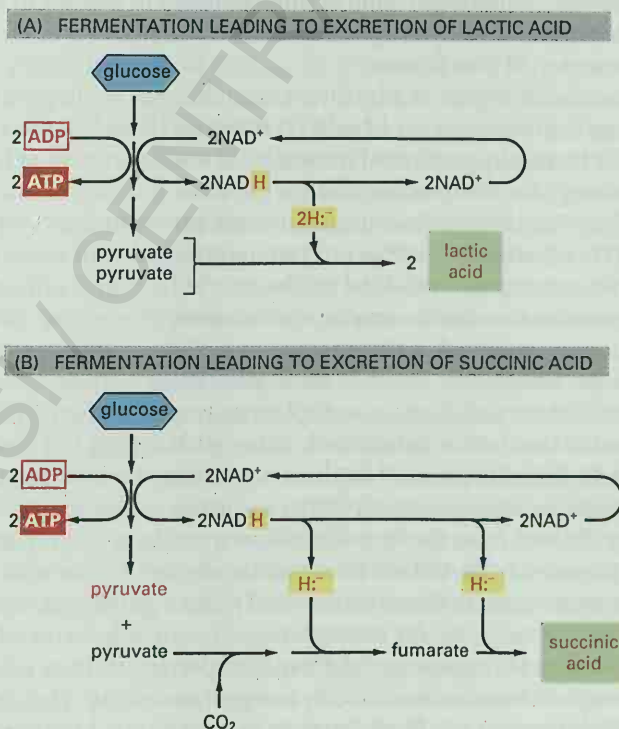 (A) FERMENTATION LEADING TO EXCRETION OF LACTIC ACID
glucose
2 ADP
2NAD⁺
2 ATP
2NAD H
2NAD⁺
2H:⁻
pyruvate
pyruvate
2 lactic acid
(B) FERMENTATION LEADING TO EXCRETION OF SUCCINIC ACID
glucose
2 ADP
2NAD⁺
2 ATP
2NAD H
2NAD⁺
H:⁻
H:⁻
pyruvate
+
pyruvate
fumarate
succinic
acid
CO₂